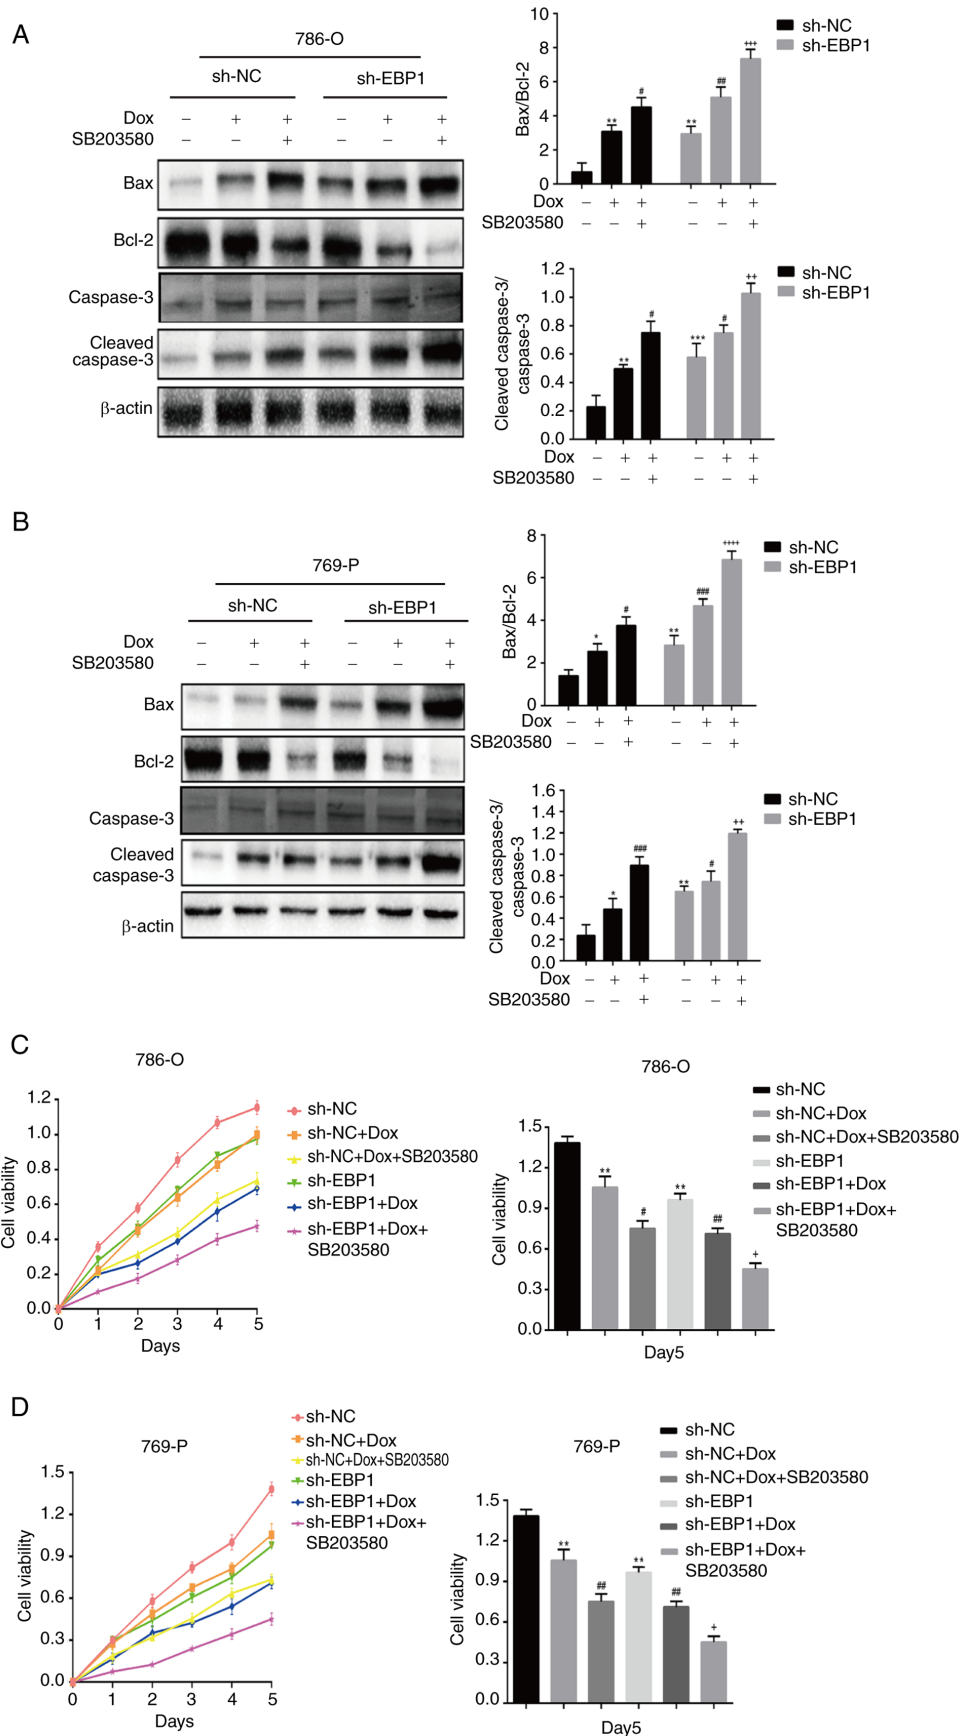 A
786-O
sh-NC sh-EBP1
Dox − + + − + +
SB203580 − − + − − +
Bax
Bcl-2
Caspase-3
Cleaved
caspase-3
β-actin
Bax/Bcl-2
10
8
6
4
2
0
** # ** ## +++
sh-NC
sh-EBP1
Dox − + + − + +
SB203580 − − + − − +
Cleaved caspase-3/
caspase-3
1.2
1.0
0.8
0.6
0.4
0.2
0.0
** # *** # ++
sh-NC
sh-EBP1
Dox − + + − + +
SB203580 − − + − − +
B
769-P
sh-NC sh-EBP1
Dox − + + − + +
SB203580 − − + − − +
Bax
Bcl-2
Caspase-3
Cleaved
caspase-3
β-actin
Bax/Bcl-2
8
6
4
2
0
* # ** ### ++++
sh-NC
sh-EBP1
Dox − + + − + +
SB203580 − − + − − +
Cleaved caspase-3/
caspase-3
1.6
1.4
1.2
1.0
0.8
0.6
0.4
0.2
0.0
* ### ** # ++
sh-NC
sh-EBP1
Dox − + + − + +
SB203580 − − + − − +
C
786-O
Cell viability
1.2
1.0
0.8
0.6
0.4
0.2
0.0
0 1 2 3 4 5
Days
sh-NC
sh-NC+Dox
sh-NC+Dox+SB203580
sh-EBP1
sh-EBP1+Dox
sh-EBP1+Dox+
SB203580
786-O
Cell viability
1.5
1.2
0.9
0.6
0.3
0.0
** # ** ## +
Day5
sh-NC
sh-NC+Dox
sh-NC+Dox+SB203580
sh-EBP1
sh-EBP1+Dox
sh-EBP1+Dox+
SB203580
D
769-P
Cell viability
1.5
1.2
0.9
0.6
0.3
0.0
0 1 2 3 4 5
Days
sh-NC
sh-NC+Dox
sh-NC+Dox+SB203580
sh-EBP1
sh-EBP1+Dox
sh-EBP1+Dox+
SB203580
769-P
Cell viability
1.5
1.2
0.9
0.6
0.3
0.0
** ## ** ## +
Day5
sh-NC
sh-NC+Dox
sh-NC+Dox+SB203580
sh-EBP1
sh-EBP1+Dox
sh-EBP1+Dox+
SB203580